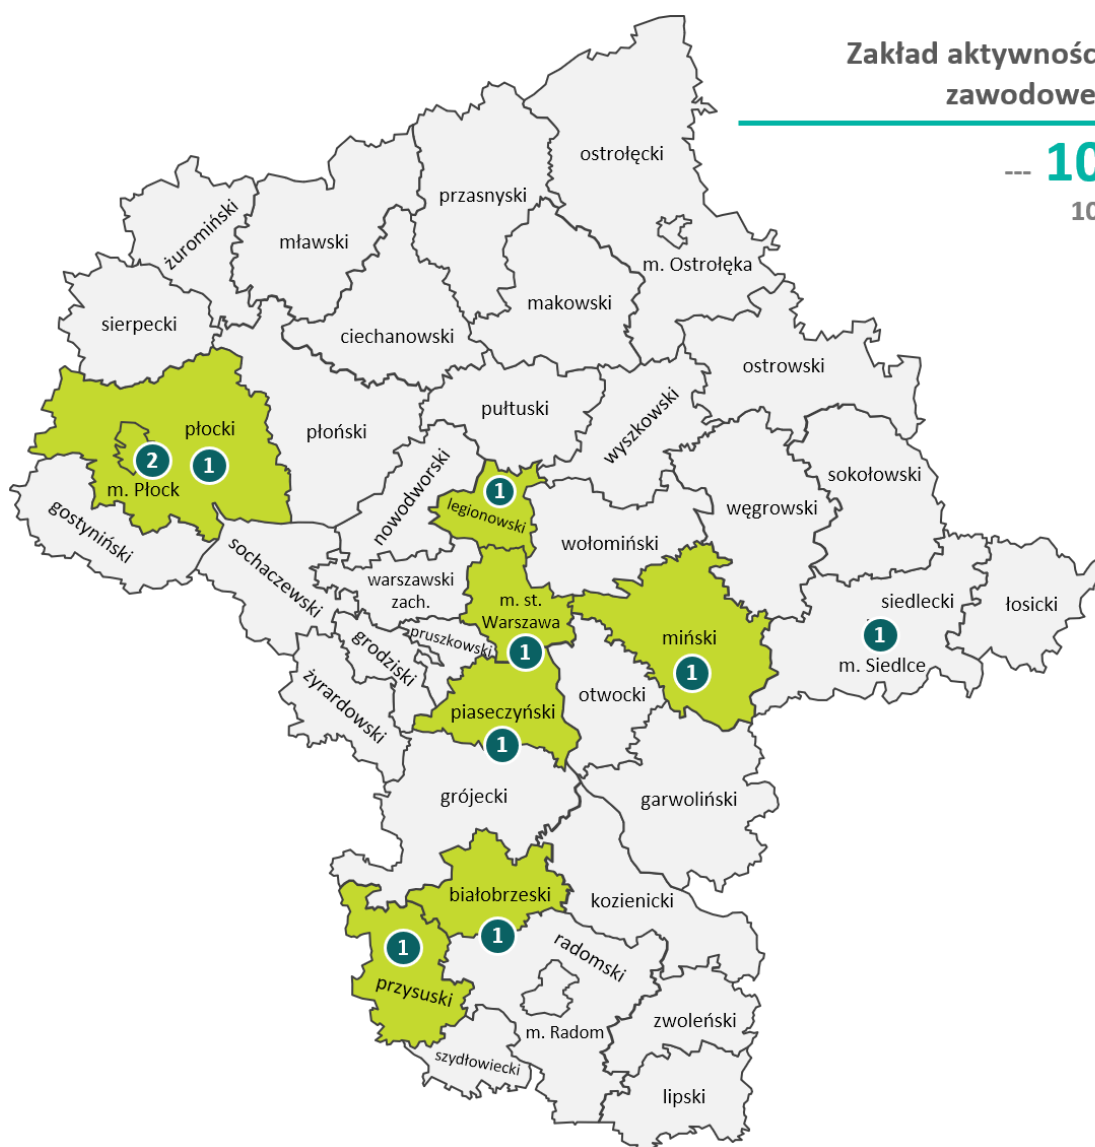 Zakład aktywnośc
zawodowe
--- 10
10
ostrołęcki
przasnyski
żuromiński
mławski
m. Ostrołęka
makowski
sierpecki
ciechanowski
ostrowski
pułtuski
wyszkowski
płocki
płoński
2
1
m. Płock
sokołowski
nowodworski
1
legionowski
węgrowski
gostyniński
wołomiński
sochaczewski
warszawski
zach.
m. st.
Warszawa
siedlecki
łosicki
miński
1
m. Siedlce
pruszkowski
1
grodziski
1
otwocki
żyrardowski
piaseczyński
1
grójecki
garwoliński
białobrzeski
kozienicki
1
1
radomski
przysuski
zwoleński
m. Radom
szydłowiecki
lipski